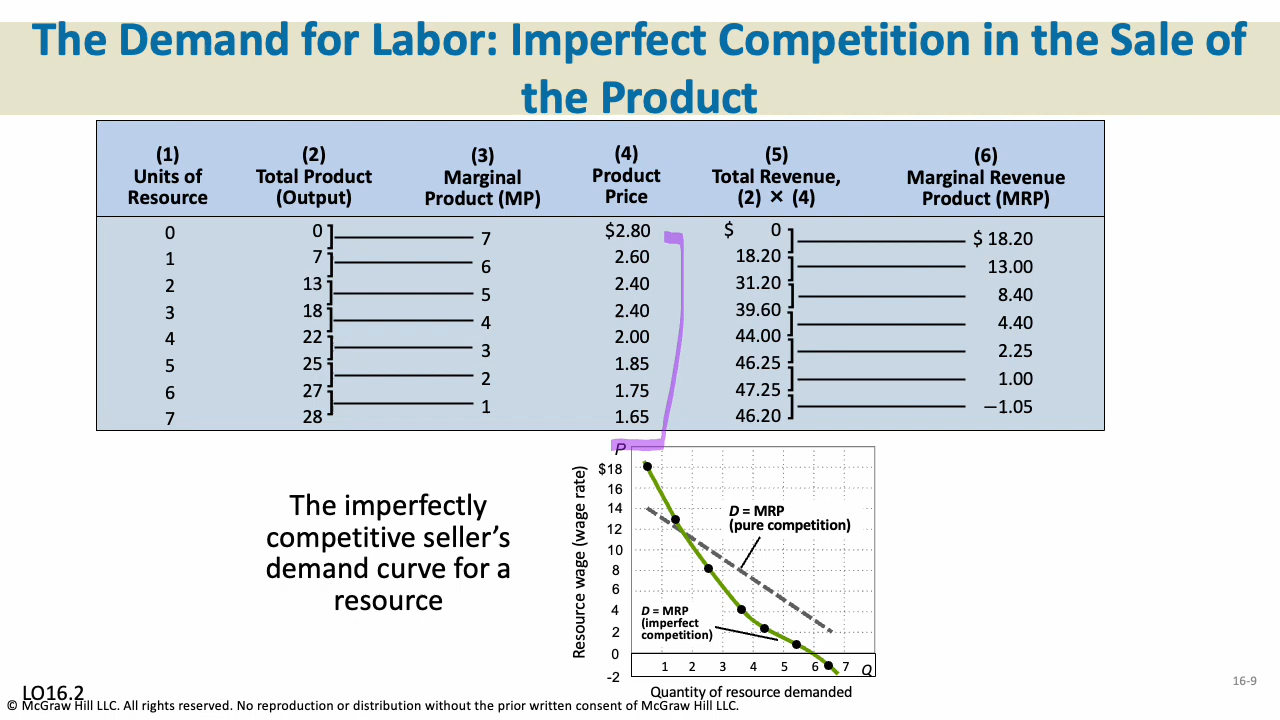 The Demand for Labor: Imperfect Competition in the Sale of
the Product
(1) (2) (3) (4) (5) (6)
Units of Total Product Marginal Product Total Revenue, Marginal Revenue
Resource (Output) Product (MP) Price (2) × (4) Product (MRP)
0 0 7 $2.80 $ 0 $ 18.20
1 7 6 2.60 18.20 13.00
2 13 5 2.40 31.20 8.40
3 18 4 2.40 39.60 4.40
4 22 3 2.00 44.00 2.25
5 25 2 1.85 46.25 1.00
6 27 1 1.75 47.25 −1.05
7 28 1.65 46.20
The imperfectly
competitive seller’s
demand curve for a
resource
Resource wage (wage rate)
P
$18
16
14
12
10
8
6
4
2
0
-2
D = MRP
(pure competition)
D = MRP
(imperfect
competition)
1 2 3 4 5 6 7 Q
Quantity of resource demanded
16-9
LO16.2
© McGraw Hill LLC. All rights reserved. No reproduction or distribution without the prior written consent of McGraw Hill LLC.